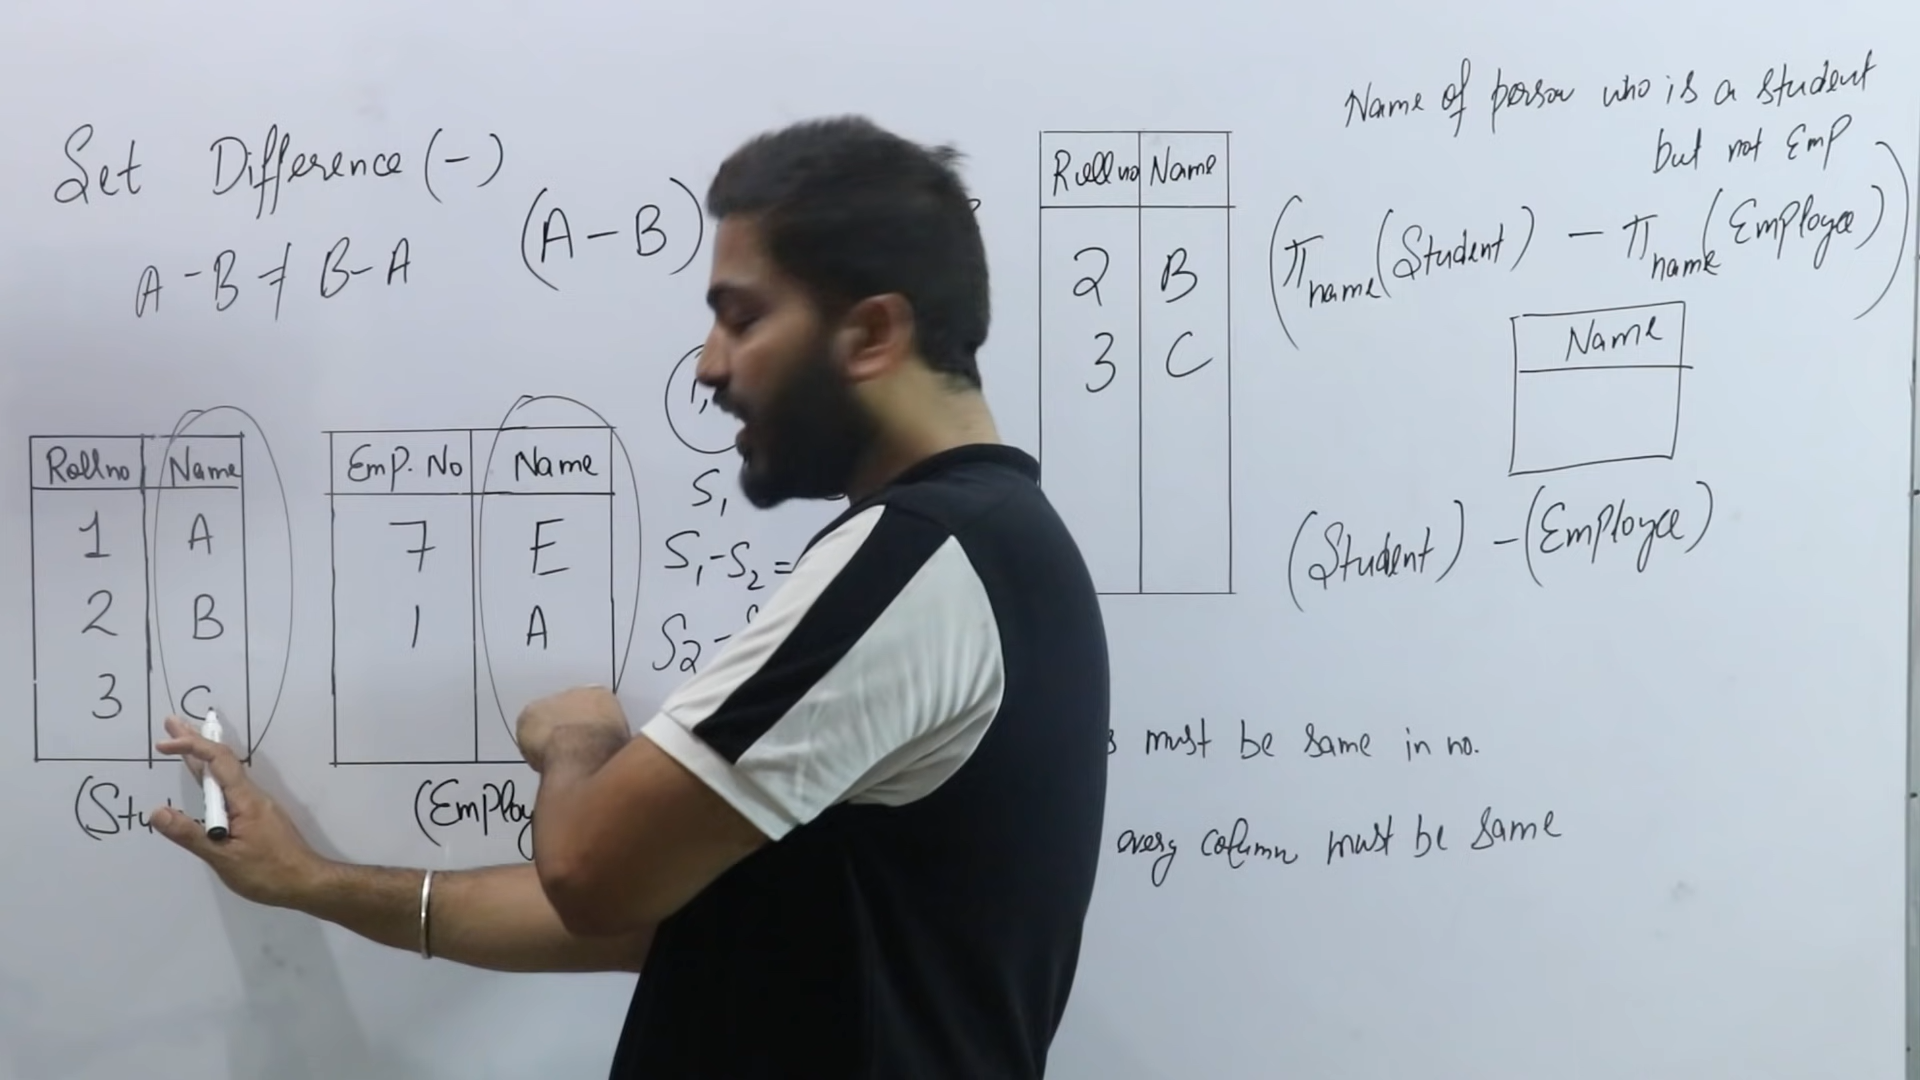 Set Difference (-)
A-B ≠ B-A
(A-B)
Rollno Name
1 A
2 B
3 C
Emp. No Name
7 E
1 A
S1
S1-S2 =
S2-
Rollno Name
2 B
3 C
Name of person who is a student
but not Emp
(π name (Student) - π name (Employee))
Name
(Student) - (Employee)
must be same in no.
every column must be same